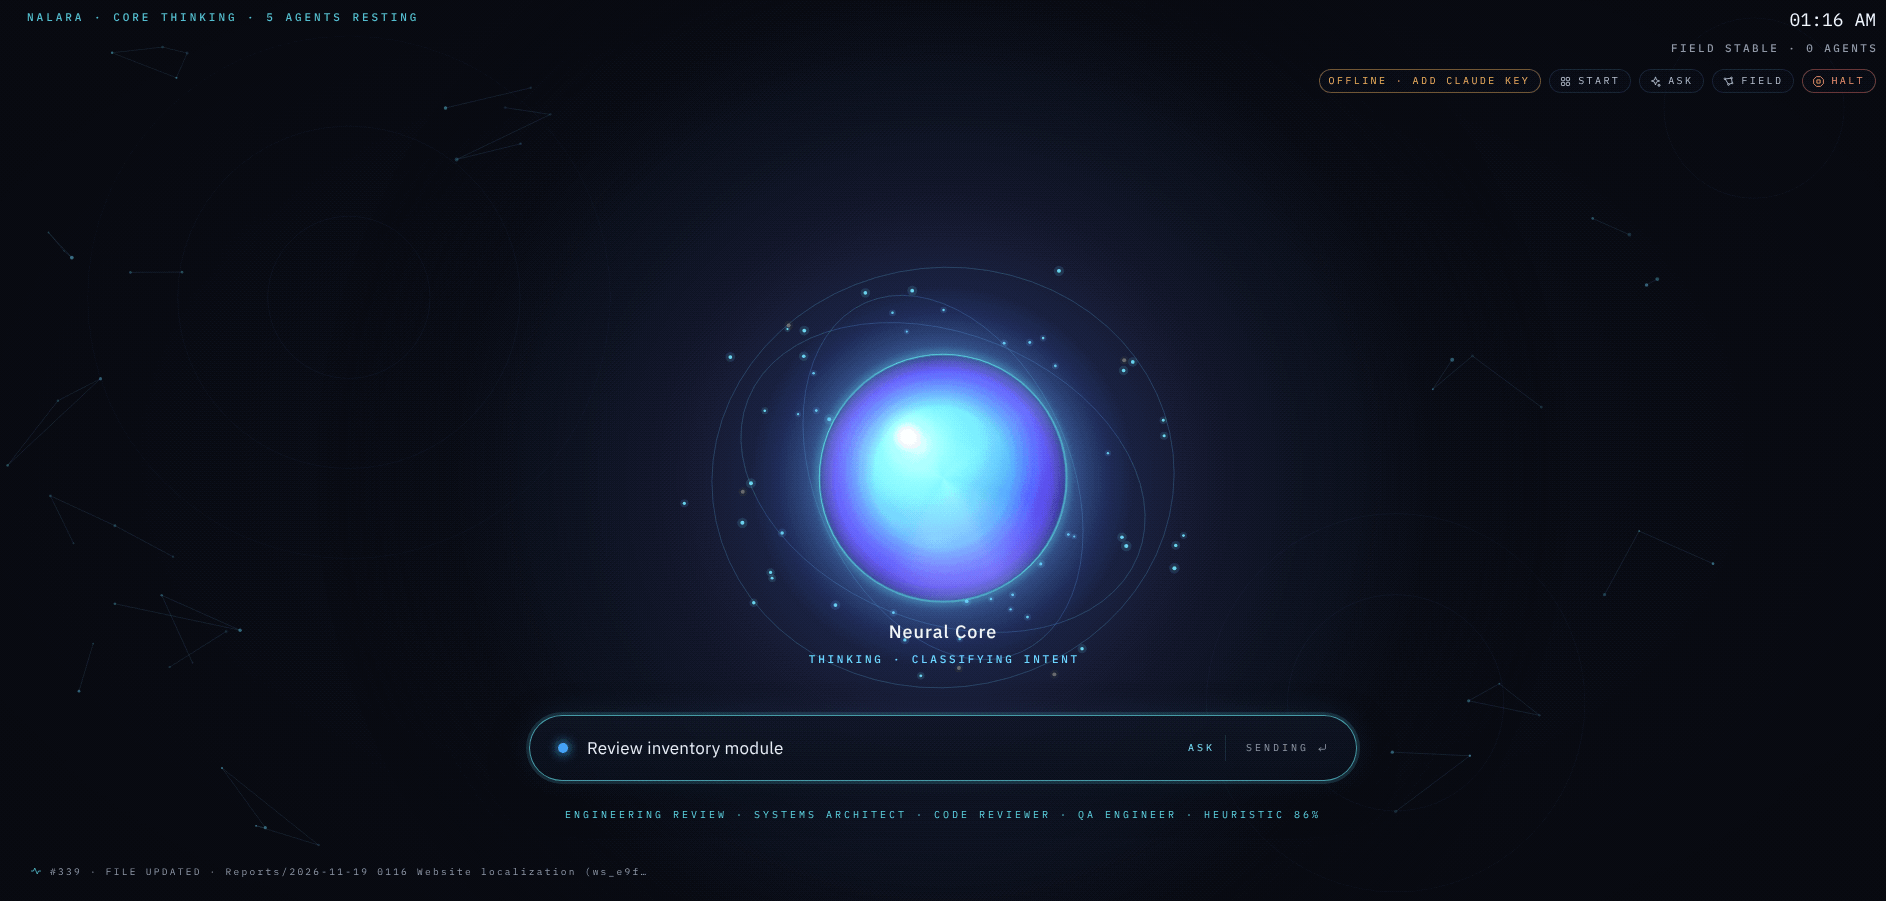 NALARA · CORE THINKING · 5 AGENTS RESTING
01:16 AM
FIELD STABLE · 0 AGENTS
OFFLINE · ADD CLAUDE KEY
START
ASK
FIELD
HALT
Neural Core
THINKING · CLASSIFYING INTENT
Review inventory module
ASK
SENDING
ENGINEERING REVIEW · SYSTEMS ARCHITECT · CODE REVIEWER · QA ENGINEER · HEURISTIC 86%
#339 · FILE UPDATED · Reports/2026-11-19 0116 Website localization (ws_e9f…